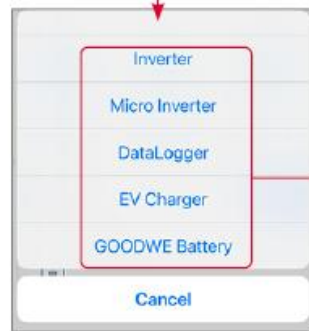 Inverter
Micro Inverter
DataLogger
EV Charger
GOODWE Battery
Cancel